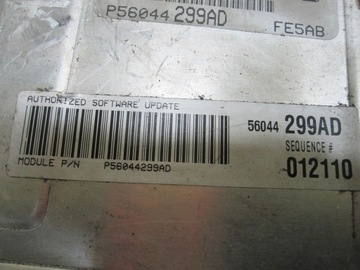 P56044 299AD
FE5AB
AUTHORIZED SOFTWARE UPDATE
56044 299AD
SEQUENCE #
MODULE P/N P56044299AD
012110